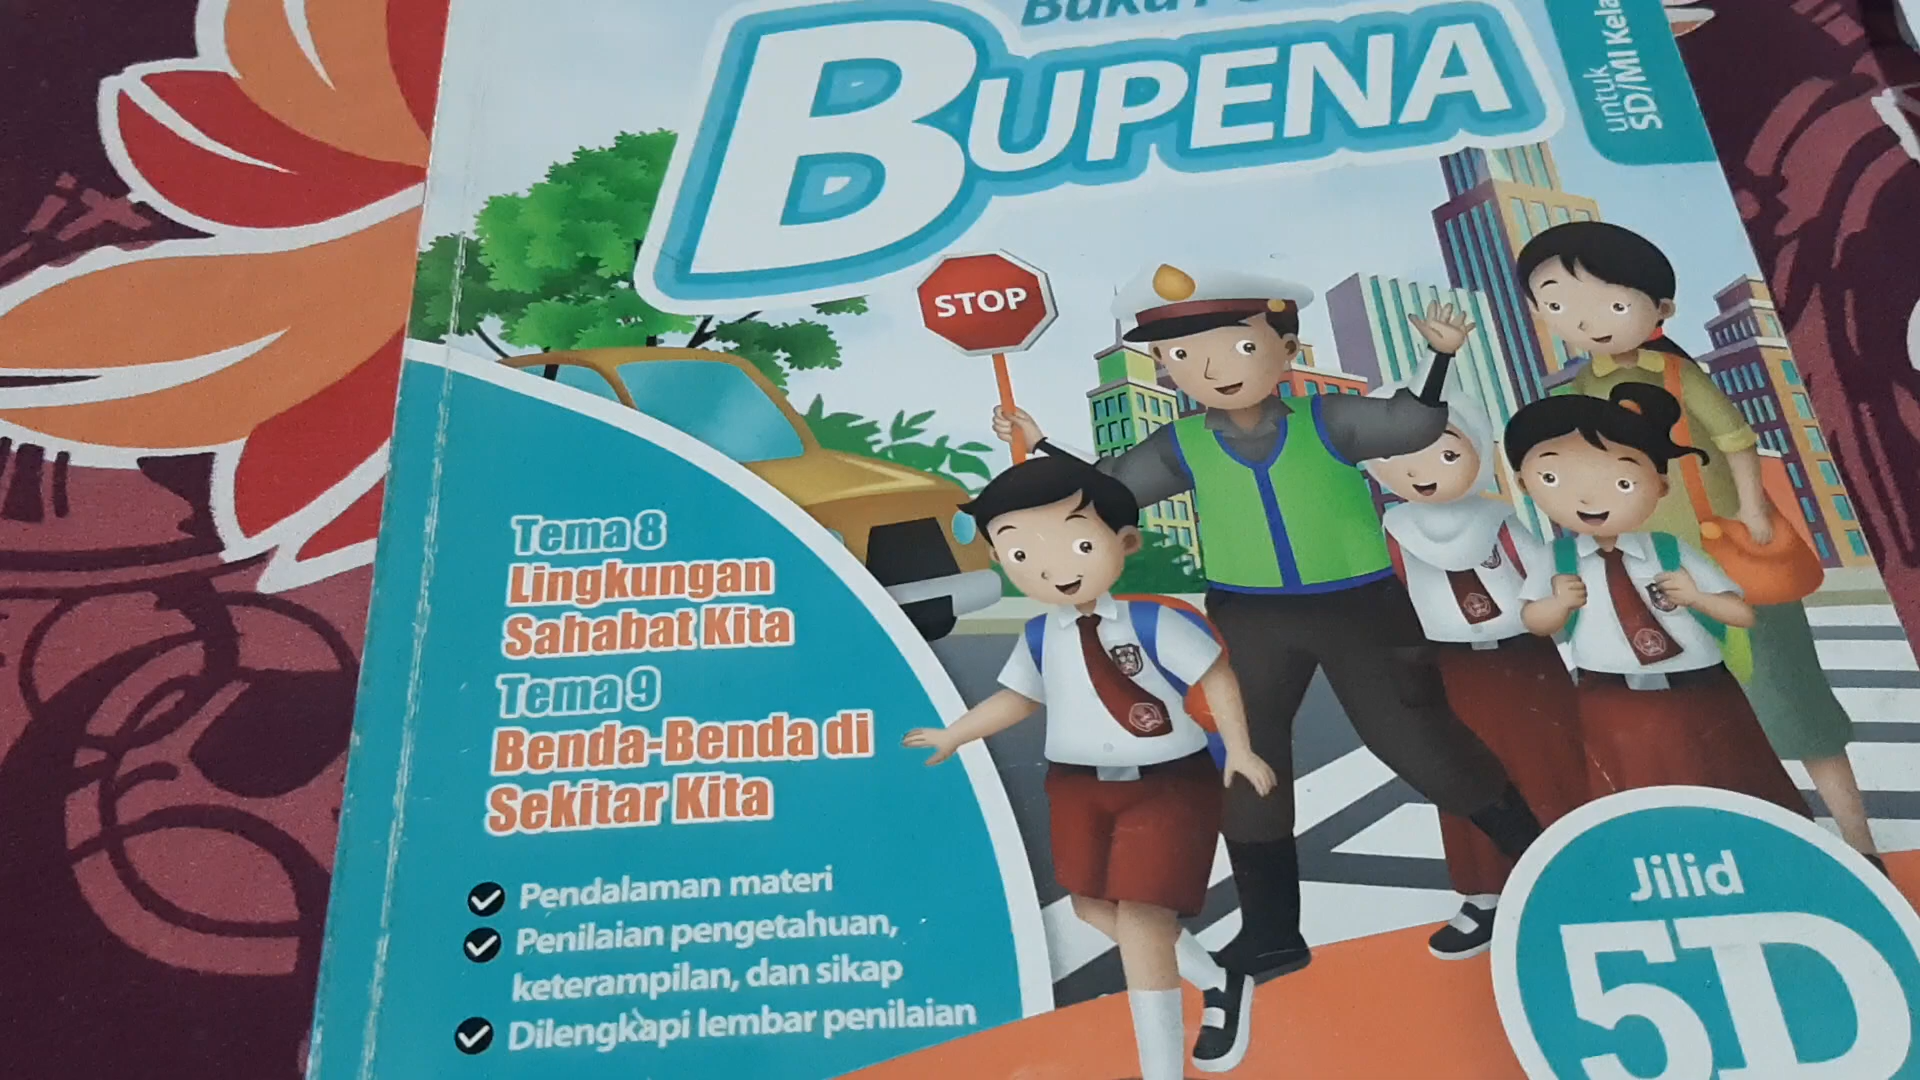 BUPENA
untuk
SD/MI
STOP
Tema 8
Lingkungan
Sahabat Kita
Tema 9
Benda-Benda di
Sekitar Kita
Pendalaman materi
Penilaian pengetahuan,
keterampilan, dan sikap
Dilengkapi lembar penilaian
Jilid
5D